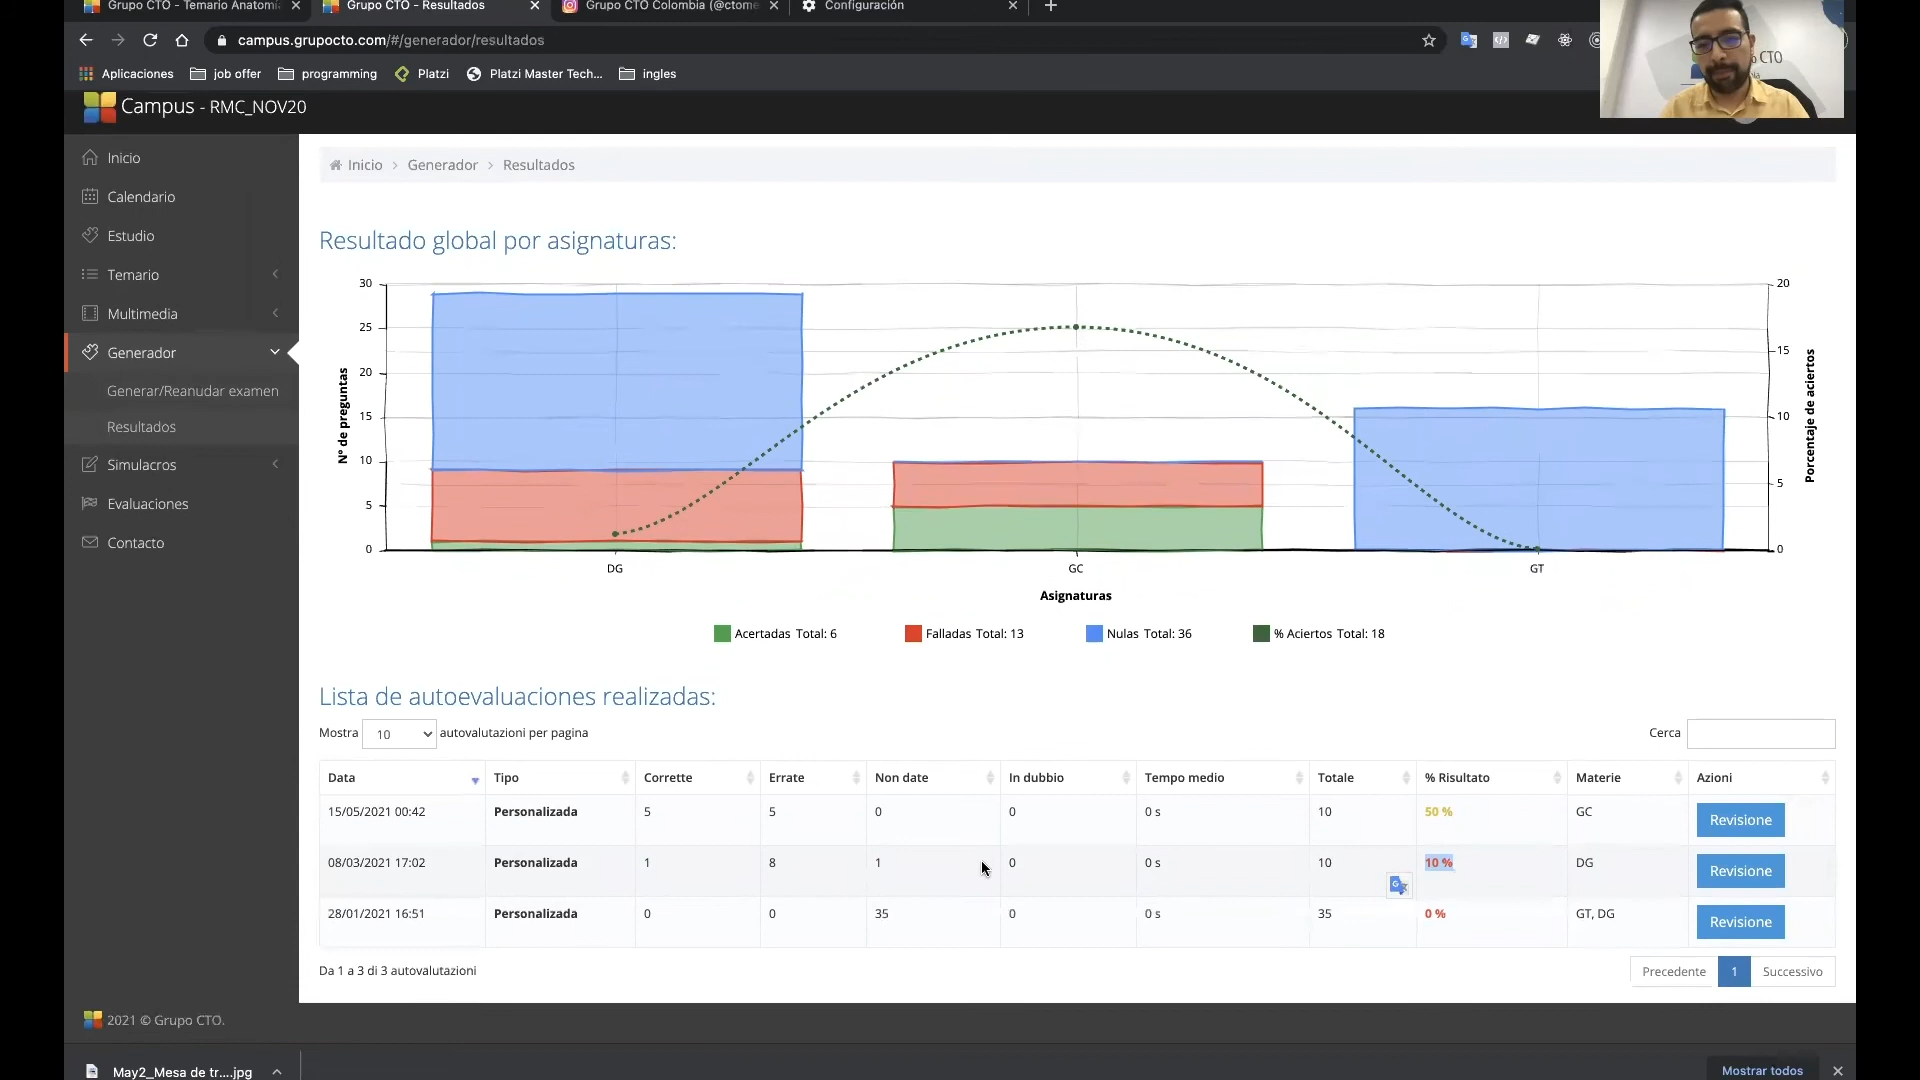 Grupo CTO - Temario Anatomí
Grupo CTO - Resultados
Grupo CTO Colombia (@ctome
Configuración
campus.grupocto.com/#/generador/resultados
Aplicaciones
job offer
programming
Platzi
Platzi Master Tech...
ingles
CTO
Campus - RMC_NOV20
Inicio
Calendario
Estudio
Temario
Multimedia
Generador
Generar/Reanudar examen
Resultados
Simulacros
Evaluaciones
Contacto
Inicio > Generador > Resultados
Resultado global por asignaturas:
Nº de preguntas
30
25
20
15
10
5
0
20
15
10
5
0
Porcentaje de aciertos
DG GC GT
Asignaturas
Acertadas Total: 6 Falladas Total: 13 Nulas Total: 36 % Aciertos Total: 18
Lista de autoevaluaciones realizadas:
Mostra 10 autovalutazioni per pagina
Cerca
Data Tipo Corrette Errate Non date In dubbio Tempo medio Totale % Risultato Materie Azioni
15/05/2021 00:42 Personalizada 5 5 0 0 0 s 10 50 % GC Revisione
08/03/2021 17:02 Personalizada 1 8 1 0 0 s 10 10 % DG Revisione
28/01/2021 16:51 Personalizada 0 0 35 0 0 s 35 0 % GT, DG Revisione
Da 1 a 3 di 3 autovalutazioni
Precedente 1 Successivo
2021 © Grupo CTO.
May2_Mesa de tr....jpg
Mostrar todos